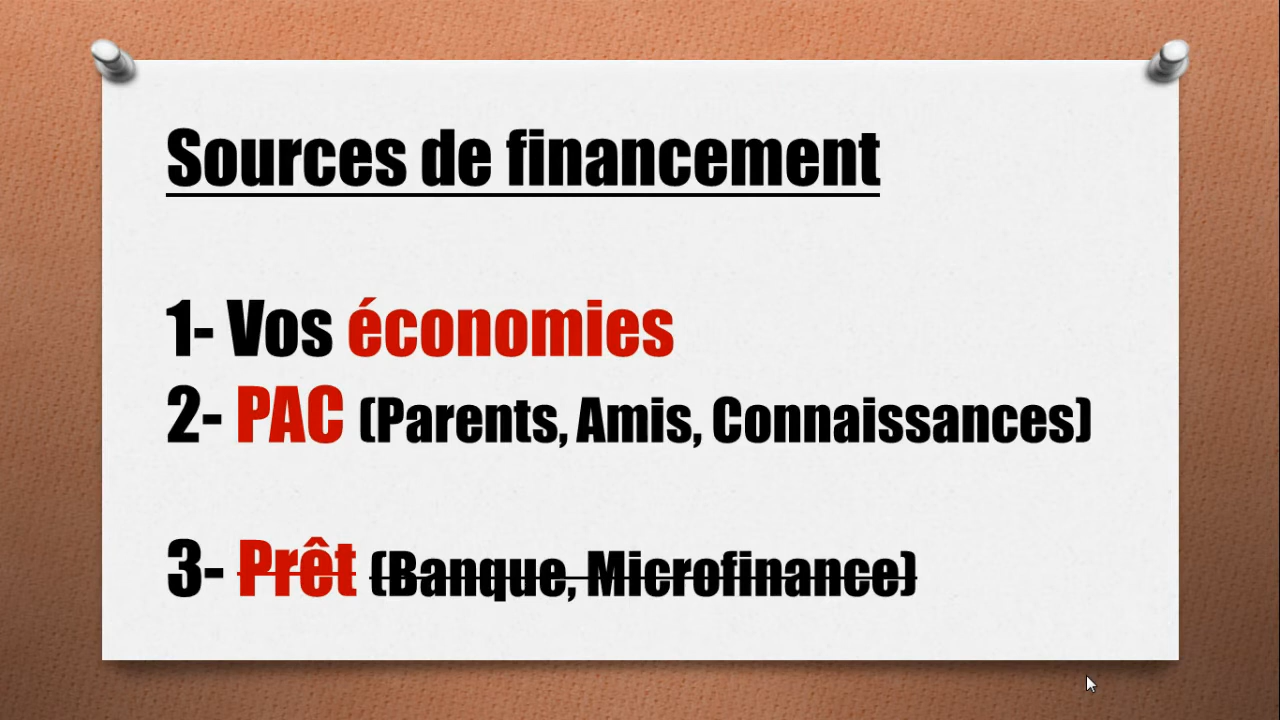 Sources de financement
1- Vos économies
2- PAC (Parents, Amis, Connaissances)
3- Prêt (Banque, Microfinance)